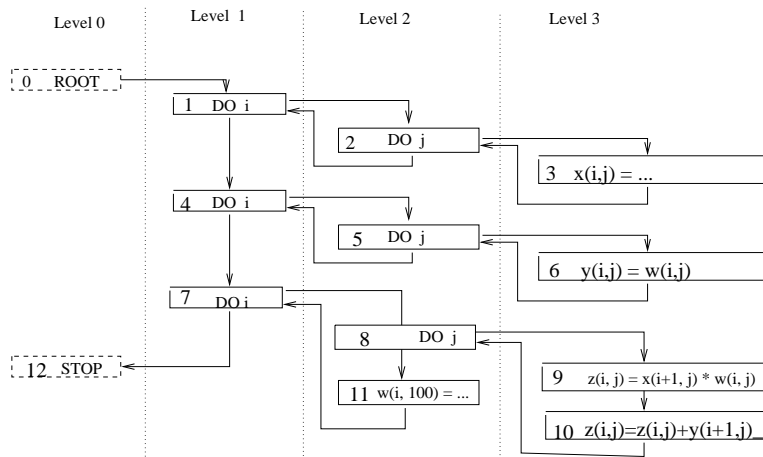 Level 0 Level 1 Level 2 Level 3
0 ROOT
1 DO i
2 DO j
3 x(i,j) = ...
4 DO i
5 DO j
6 y(i,j) = w(i,j)
7 DO i
8 DO j
12 STOP
9 z(i, j) = x(i+1, j) * w(i, j)
11 w(i, 100) = ...
10 z(i,j)=z(i,j)+y(i+1,j)